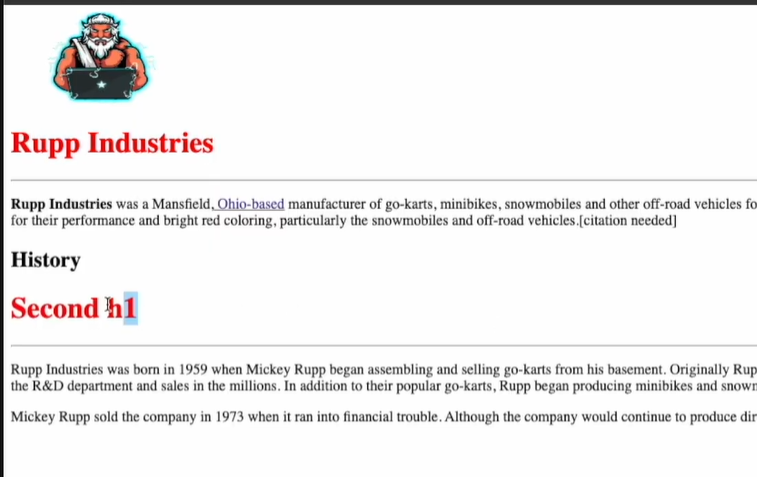 Rupp Industries
Rupp Industries was a Mansfield, Ohio-based manufacturer of go-karts, minibikes, snowmobiles and other off-road vehicles
for their performance and bright red coloring, particularly the snowmobiles and off-road vehicles.[citation needed]
History
Second h1
Rupp Industries was born in 1959 when Mickey Rupp began assembling and selling go-karts from his basement. Originally
the R&D department and sales in the millions. In addition to their popular go-karts, Rupp began producing minibikes and
Mickey Rupp sold the company in 1973 when it ran into financial trouble. Although the company would continue to produce